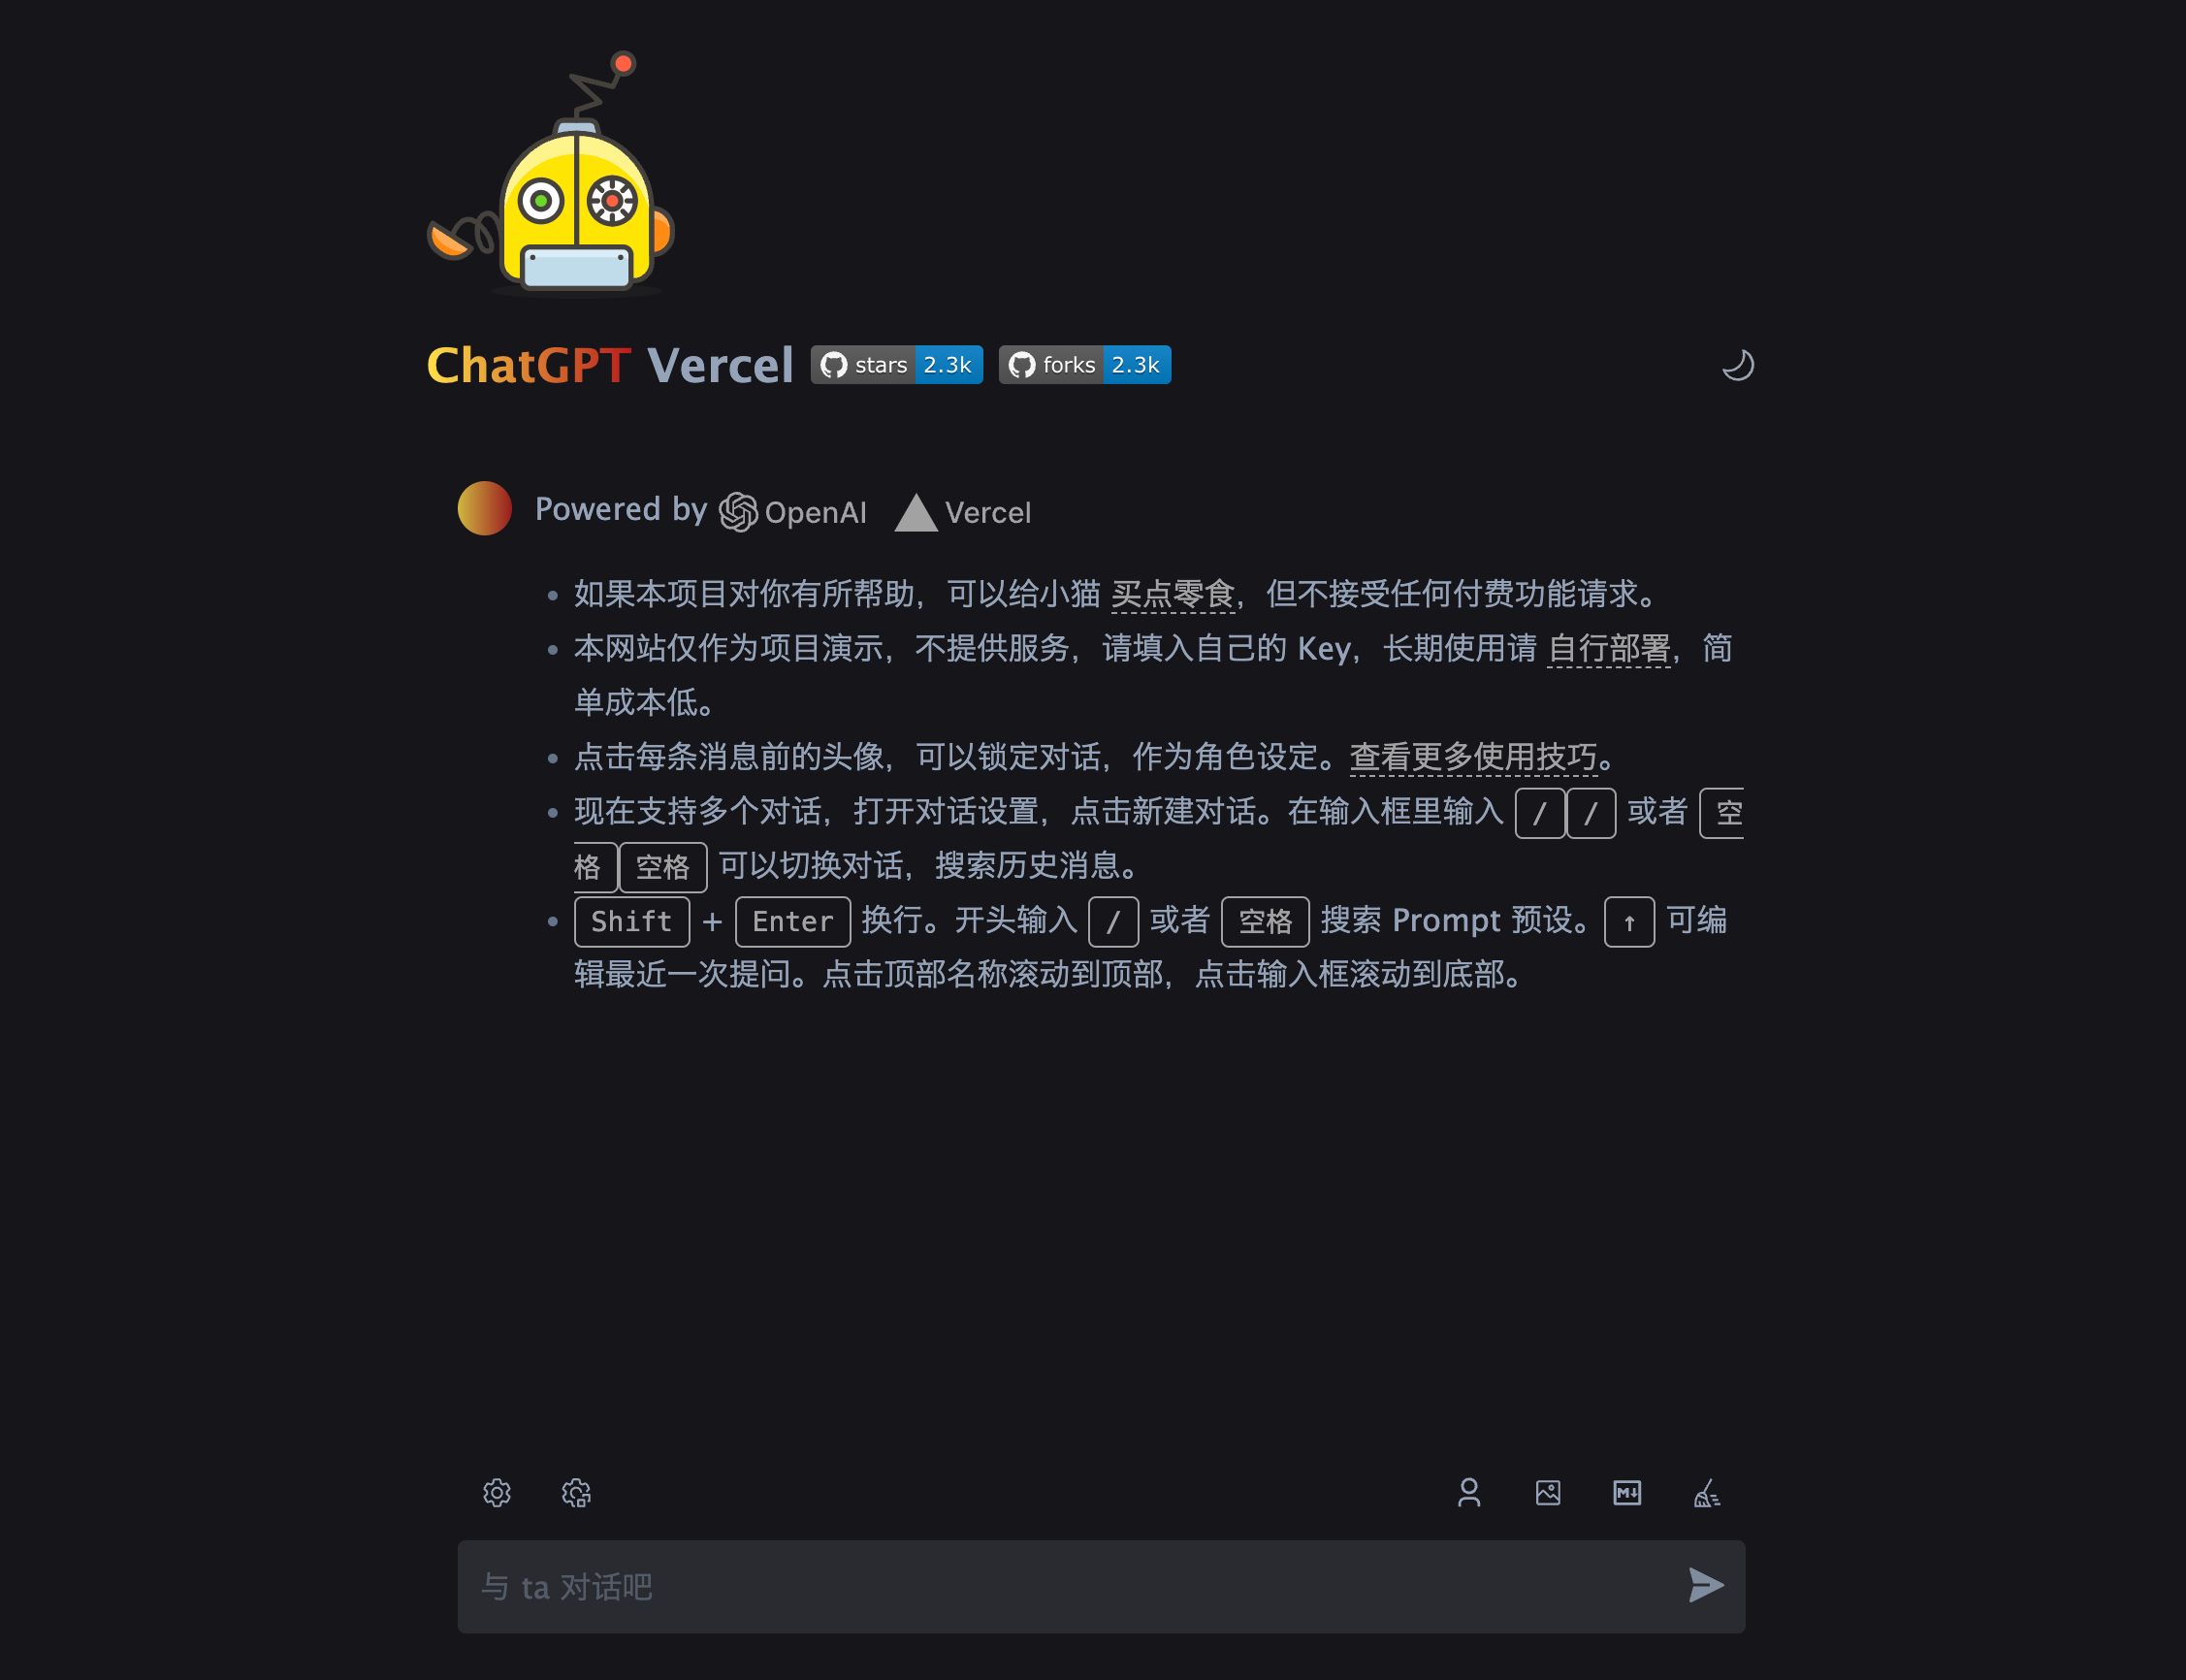 ChatGPT Vercel stars 2.3k forks 2.3k
Powered by OpenAI Vercel
如果本项目对你有所帮助，可以给小猫 买点零食，但不接受任何付费功能请求。
本网站仅作为项目演示，不提供服务，请填入自己的 Key，长期使用请 自行部署，简
单成本低。
点击每条消息前的头像，可以锁定对话，作为角色设定。查看更多使用技巧。
现在支持多个对话，打开对话设置，点击新建对话。在输入框里输入 / / 或者 空
格 空格 可以切换对话，搜索历史消息。
Shift + Enter 换行。开头输入 / 或者 空格 搜索 Prompt 预设。 ↑ 可编
辑最近一次提问。点击顶部名称滚动到顶部，点击输入框滚动到底部。
M↓
与 ta 对话吧